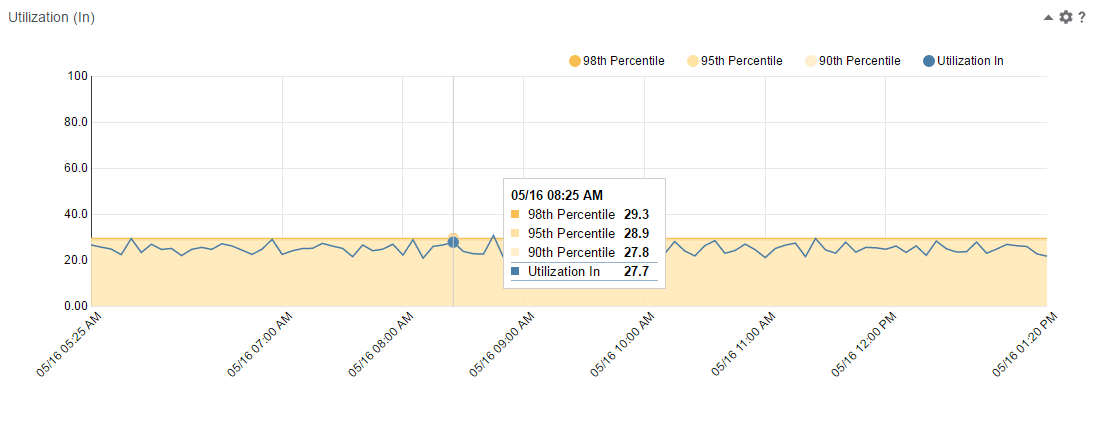 Utilization (In) ?
98th Percentile 95th Percentile 90th Percentile Utilization In
100
80.0
60.0
40.0
20.0
0.00
05/16 08:25 AM
98th Percentile 29.3
95th Percentile 28.9
90th Percentile 27.8
Utilization In 27.7
05/16 05:25 AM
05/16 07:00 AM
05/16 08:00 AM
05/16 09:00 AM
05/16 10:00 AM
05/16 11:00 AM
05/16 12:00 PM
05/16 01:20 PM